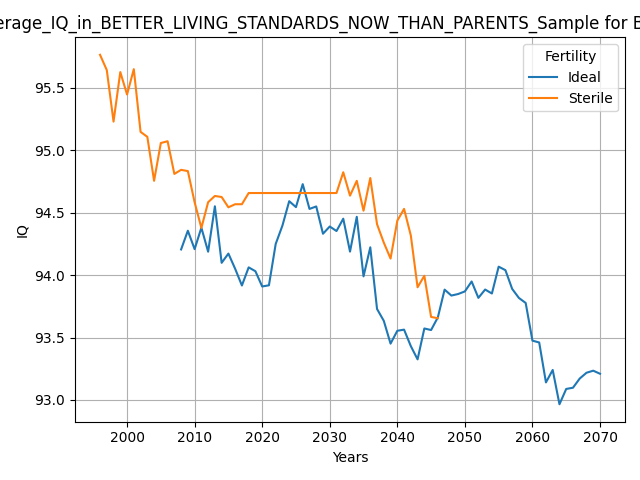 erage_IQ_in_BETTER_LIVING_STANDARDS_NOW_THAN_PARENTS_Sample for
Fertility
Ideal
Sterile
95.5
95.0
94.5
94.0
93.5
93.0
IQ
2000 2010 2020 2030 2040 2050 2060 2070
Years